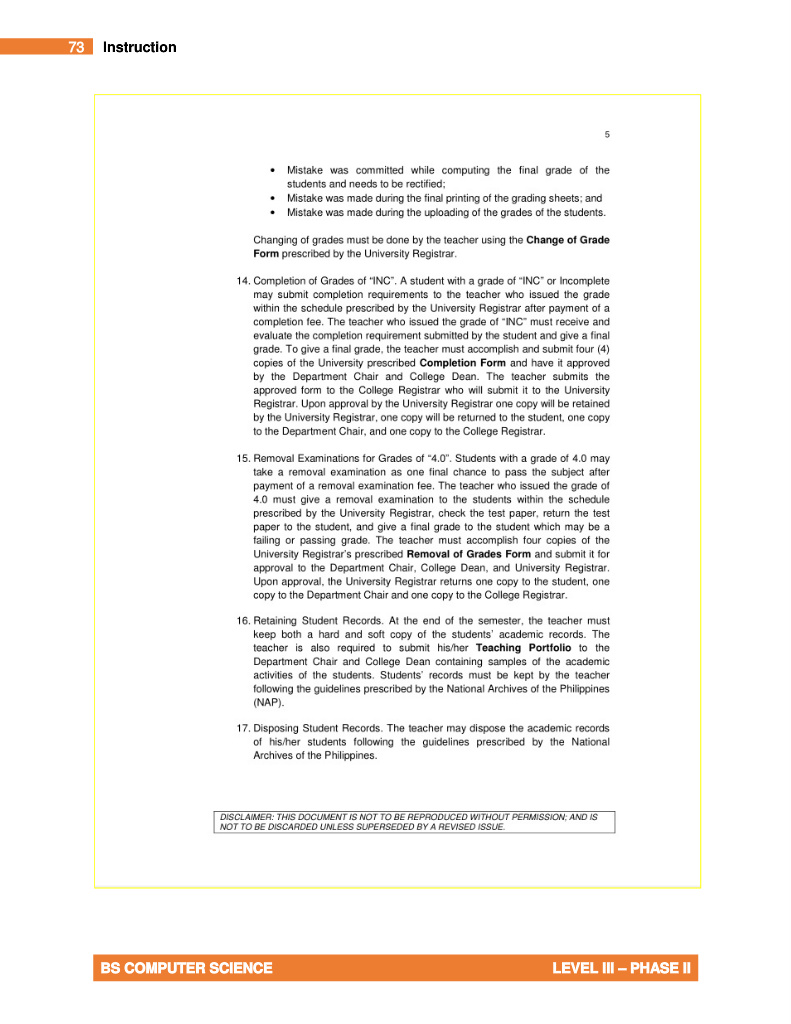 73 Instruction
5
• Mistake was committed while computing the final grade of the
students and needs to be rectified;
• Mistake was made during the final printing of the grading sheets; and
• Mistake was made during the uploading of the grades of the students.
Changing of grades must be done by the teacher using the Change of Grade
Form prescribed by the University Registrar.
14. Completion of Grades of “INC”. A student with a grade of “INC” or Incomplete
may submit completion requirements to the teacher who issued the grade
within the schedule prescribed by the University Registrar after payment of a
completion fee. The teacher who issued the grade of “INC” must receive and
evaluate the completion requirement submitted by the student and give a final
grade. To give a final grade, the teacher must accomplish and submit four (4)
copies of the University prescribed Completion Form and have it approved
by the Department Chair and College Dean. The teacher submits the
approved form to the College Registrar who will submit it to the University
Registrar. Upon approval by the University Registrar one copy will be retained
by the University Registrar, one copy will be returned to the student, one copy
to the Department Chair, and one copy to the College Registrar.
15. Removal Examinations for Grades of “4.0”. Students with a grade of 4.0 may
take a removal examination as one final chance to pass the subject after
payment of a removal examination fee. The teacher who issued the grade of
4.0 must give a removal examination to the students within the schedule
prescribed by the University Registrar, check the test paper, return the test
paper to the student, and give a final grade to the student which may be a
failing or passing grade. The teacher must accomplish four copies of the
University Registrar’s prescribed Removal of Grades Form and submit it for
approval to the Department Chair, College Dean, and University Registrar.
Upon approval, the University Registrar returns one copy to the student, one
copy to the Department Chair and one copy to the College Registrar.
16. Retaining Student Records. At the end of the semester, the teacher must
keep both a hard and soft copy of the students’ academic records. The
teacher is also required to submit his/her Teaching Portfolio to the
Department Chair and College Dean containing samples of the academic
activities of the students. Students’ records must be kept by the teacher
following the guidelines prescribed by the National Archives of the Philippines
(NAP).
17. Disposing Student Records. The teacher may dispose the academic records
of his/her students following the guidelines prescribed by the National
Archives of the Philippines.
DISCLAIMER: THIS DOCUMENT IS NOT TO BE REPRODUCED WITHOUT PERMISSION; AND IS
NOT TO BE DISCARDED UNLESS SUPERSEDED BY A REVISED ISSUE.
BS COMPUTER SCIENCE LEVEL III – PHASE II